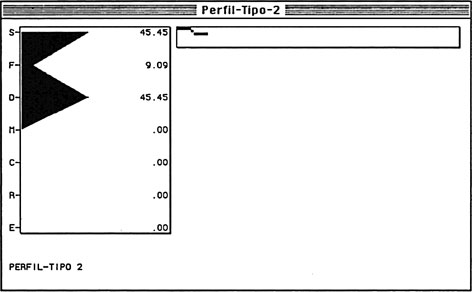 Perfil-Tipo-2
S- 45.45
F- 9.09
D- 45.45
M- .00
C- .00
R- .00
E- .00
PERFIL-TIPO 2